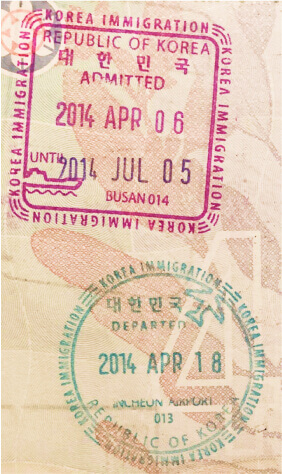 KOREA IMMIGRATION
REPUBLIC OF KOREA
대한민국
ADMITTED
2014 APR 06
UNTIL 2014 JUL 05
BUSAN 014
KOREA IMMIGRATION
KOREA IMMIGRATION
KOREA IMMIGRATION
KOREA IMMIGRATION
대한민국
DEPARTED
2014 APR 18
INCHEON AIRPORT
013
REPUBLIC OF KOREA
KOREA IMMIGRATION
KOREA IMMIGRATION